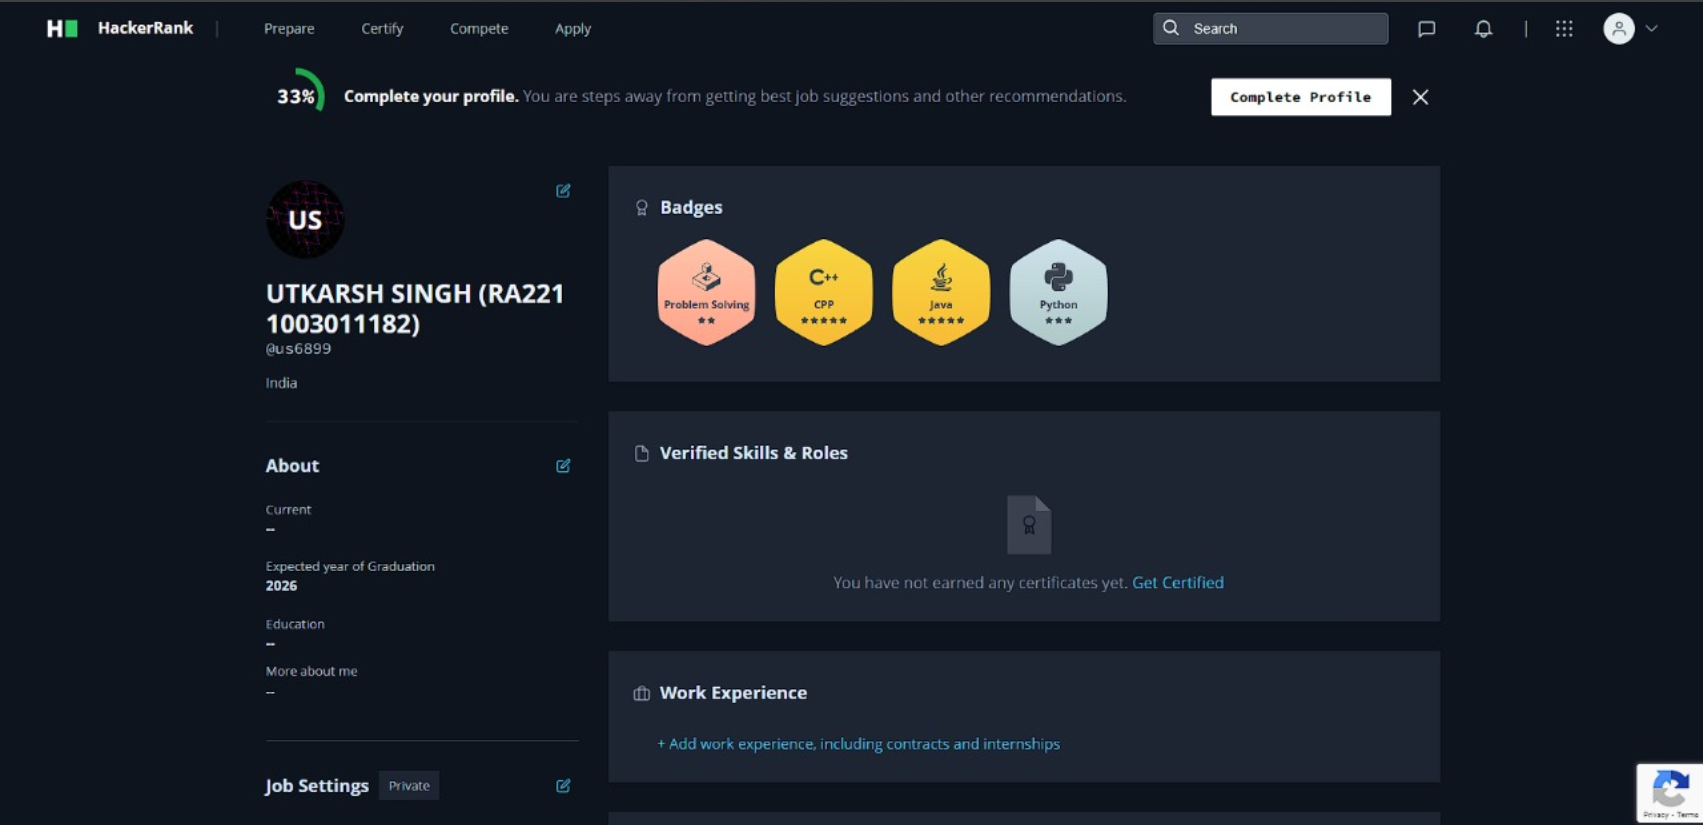 HackerRank | Prepare Certify Compete Apply Search |
33% Complete your profile. You are steps away from getting best job suggestions and other recommendations. Complete Profile
US
UTKARSH SINGH (RA221
1003011182)
@us6899
India
About
Current
--
Expected year of Graduation
2026
Education
--
More about me
--
Job Settings Private
Badges
Problem Solving
C++
CPP
Java
Python
Verified Skills & Roles
You have not earned any certificates yet. Get Certified
Work Experience
+ Add work experience, including contracts and internships
Privacy - Terms